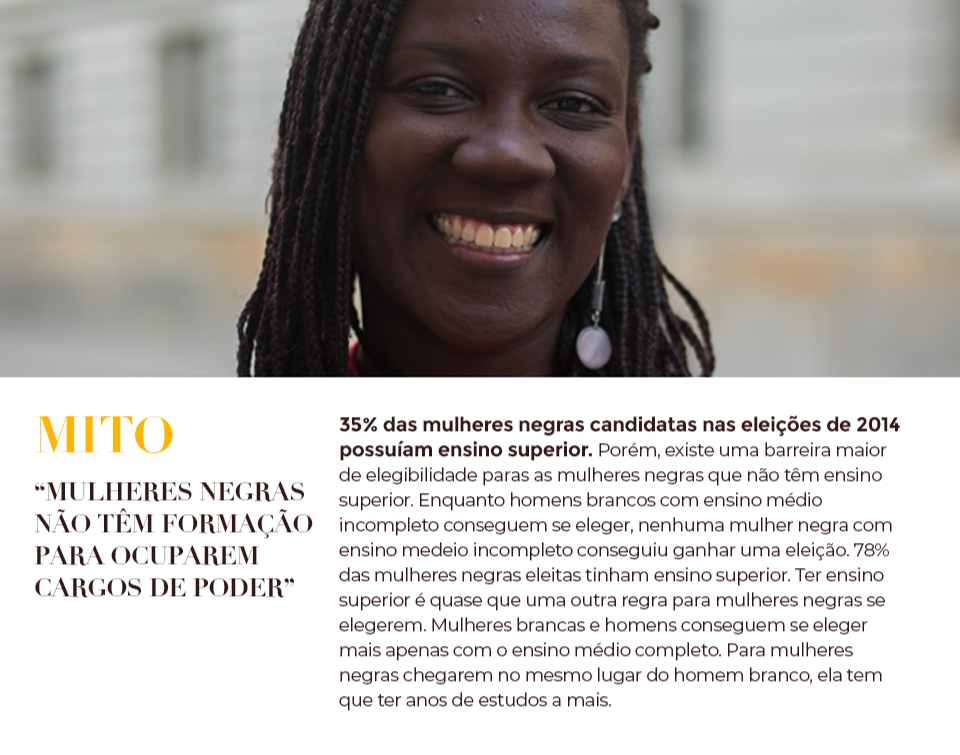 MITO
“MULHERES NEGRAS
NÃO TÊM FORMAÇÃO
PARA OCUPAREM
CARGOS DE PODER”
35% das mulheres negras candidatas nas eleições de 2014
possuíam ensino superior. Porém, existe uma barreira maior
de elegibilidade paras as mulheres negras que não têm ensino
superior. Enquanto homens brancos com ensino médio
incompleto conseguem se eleger, nenhuma mulher negra com
ensino medeio incompleto conseguiu ganhar uma eleição. 78%
das mulheres negras eleitas tinham ensino superior. Ter ensino
superior é quase que uma outra regra para mulheres negras se
elegerem. Mulheres brancas e homens conseguem se eleger
mais apenas com o ensino médio completo. Para mulheres
negras chegarem no mesmo lugar do homem branco, ela tem
que ter anos de estudos a mais.